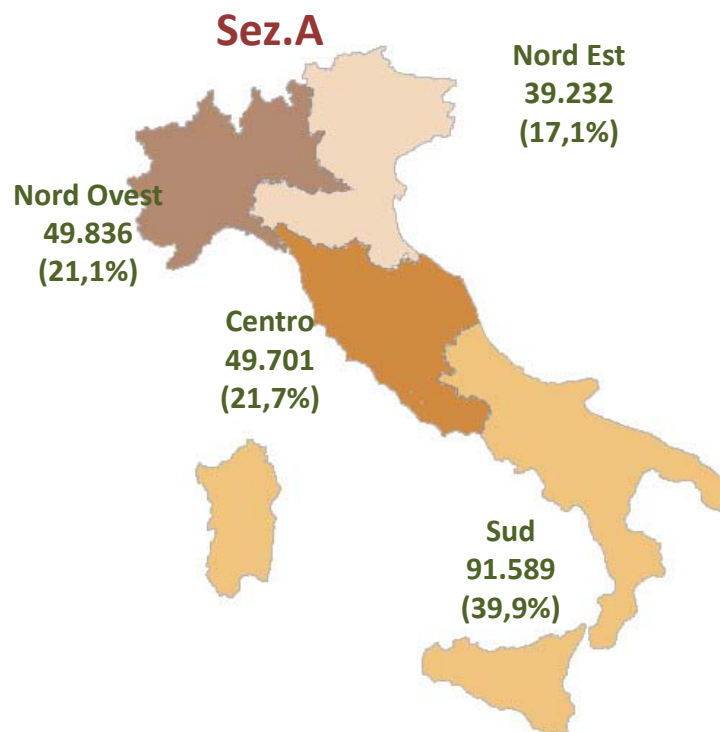 Sez.A
Nord Est
39.232
(17,1%)
Nord Ovest
49.836
(21,1%)
Centro
49.701
(21,7%)
Sud
91.589
(39,9%)